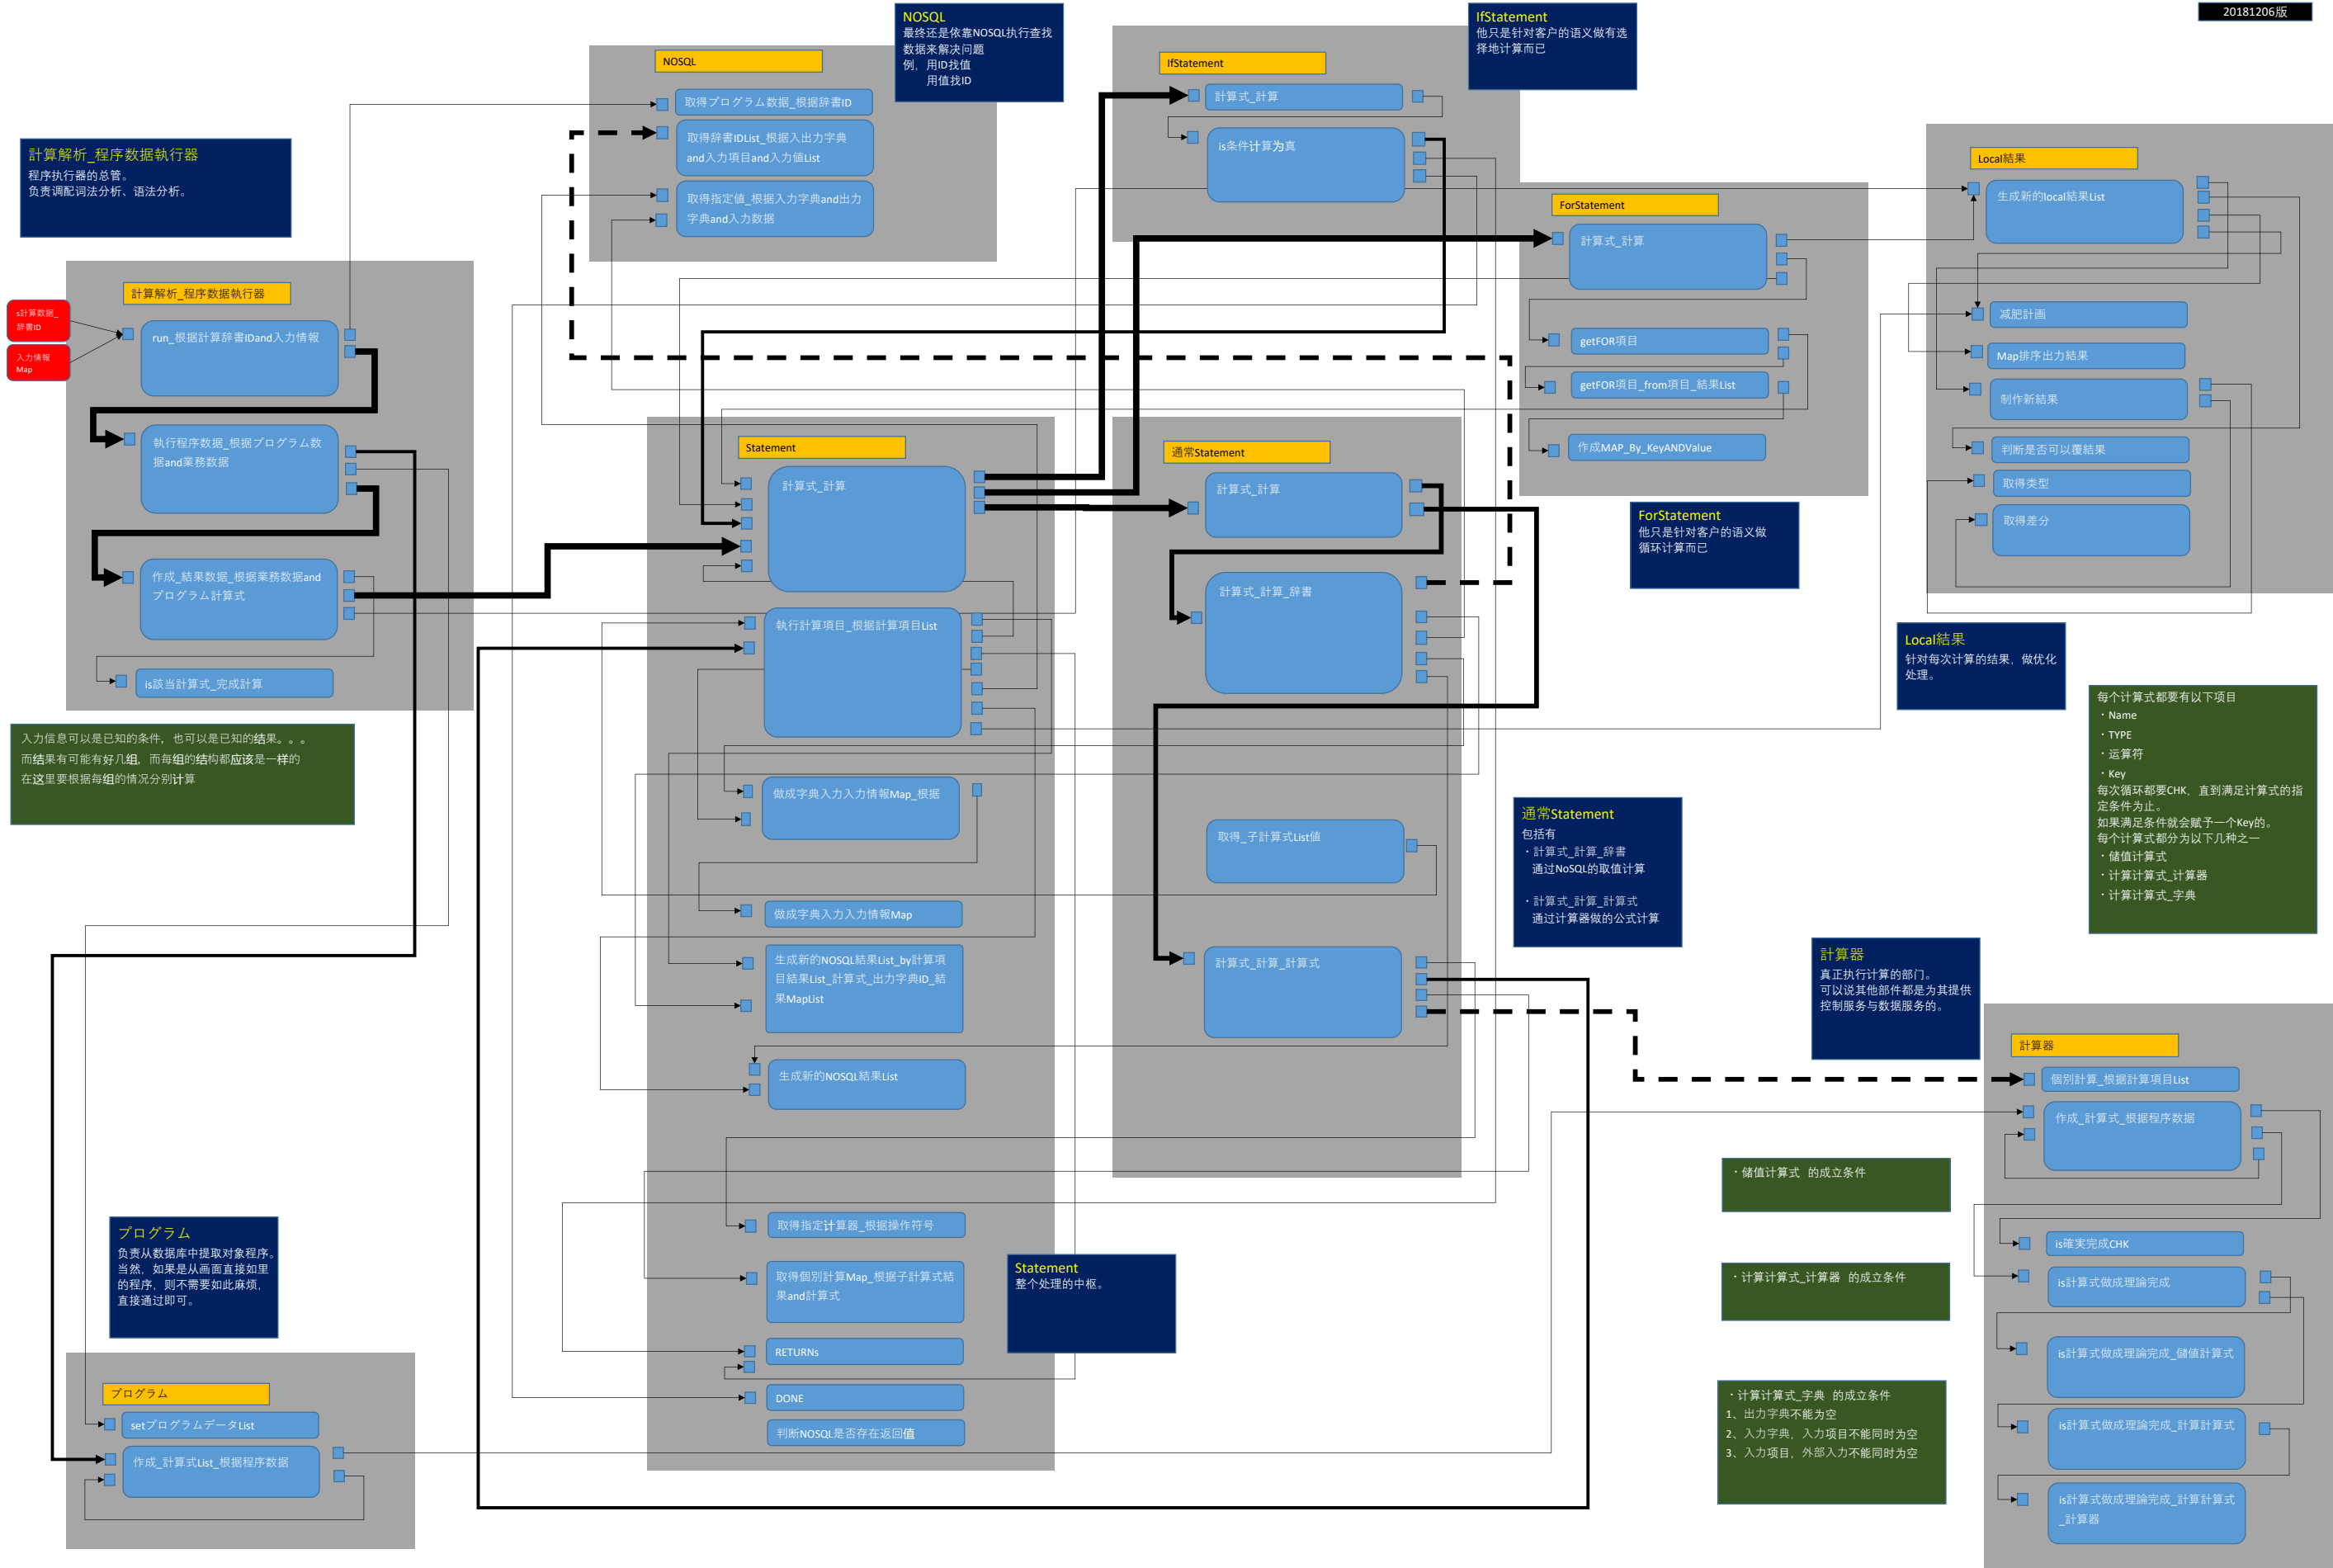 20181206版
NOSQL
最终还是依靠NOSQL执行查找
数据来解决问题
例，用ID找值
用值找ID
IfStatement
他只是针对客户的语义做有选
择地计算而已
計算解析_程序数据執行器
程序执行器的总管。
负责调配词法分析、语法分析。
NOSQL
取得プログラム数据_根据辞書ID
取得辞書IDList_根据入出力字典
and入力項目and入力値List
取得指定値_根据入力字典and出力
字典and入力数据
IfStatement
計算式_計算
is条件计算为真
ForStatement
計算式_計算
getFOR項目
getFOR項目_from項目_結果List
作成MAP_By_KeyANDValue
Local結果
生成新的local結果List
减肥計画
Map排序出力結果
制作新結果
判断是否可以覆結果
取得类型
取得差分
計算解析_程序数据執行器
s計算数据_
辞書ID
入力情報
Map
run_根据計算辞書IDand入力情報
執行程序数据_根据プログラム数
据and業務数据
作成_結果数据_根据業務数据and
プログラム計算式
is該当計算式_完成計算
入力信息可以是已知的条件，也可以是已知的结果。。。
而结果有可能有好几组，而每组的结构都应该是一样的
在这里要根据每组的情况分别计算
Statement
計算式_計算
執行計算項目_根据計算項目List
做成字典入力入力情報Map_根据
做成字典入力入力情報Map
生成新的NOSQL結果List_by計算項
目結果List_計算式_出力字典ID_結
果MapList
生成新的NOSQL結果List
取得指定计算器_根据操作符号
取得個別計算Map_根据子計算式結
果and計算式
RETURNs
DONE
判断NOSQL是否存在返回值
通常Statement
計算式_計算
計算式_計算_辞書
取得_子計算式List値
計算式_計算_計算式
ForStatement
他只是针对客户的语义做
循环计算而已
Local結果
针对每次计算的结果，做优化
处理。
每个计算式都要有以下项目
・Name
・TYPE
・运算符
・Key
每次循环都要CHK，直到满足计算式的指
定条件为止。
如果满足条件就会赋予一个Key的。
每个计算式都分为以下几种之一
・储值计算式
・计算计算式_计算器
・计算计算式_字典
通常Statement
包括有
・計算式_計算_辞書
通过NoSQL的取值计算
・計算式_計算_計算式
通过计算器做的公式计算
計算器
真正执行计算的部门。
可以说其他部件都是为其提供
控制服务与数据服务的。
計算器
個別計算_根据計算項目List
作成_計算式_根据程序数据
is確実完成CHK
is計算式做成理論完成
is計算式做成理論完成_儲値計算式
is計算式做成理論完成_計算計算式
is計算式做成理論完成_計算計算式
_計算器
・储值计算式 的成立条件
・计算计算式_计算器 的成立条件
・计算计算式_字典 的成立条件
1、出力字典不能为空
2、入力字典，入力项目不能同时为空
3、入力项目，外部入力不能同时为空
Statement
整个处理的中枢。
プログラム
负责从数据库中提取对象程序。
当然，如果是从画面直接如里
的程序，则不需要如此麻烦，
直接通过即可。
プログラム
setプログラムデータList
作成_計算式List_根据程序数据